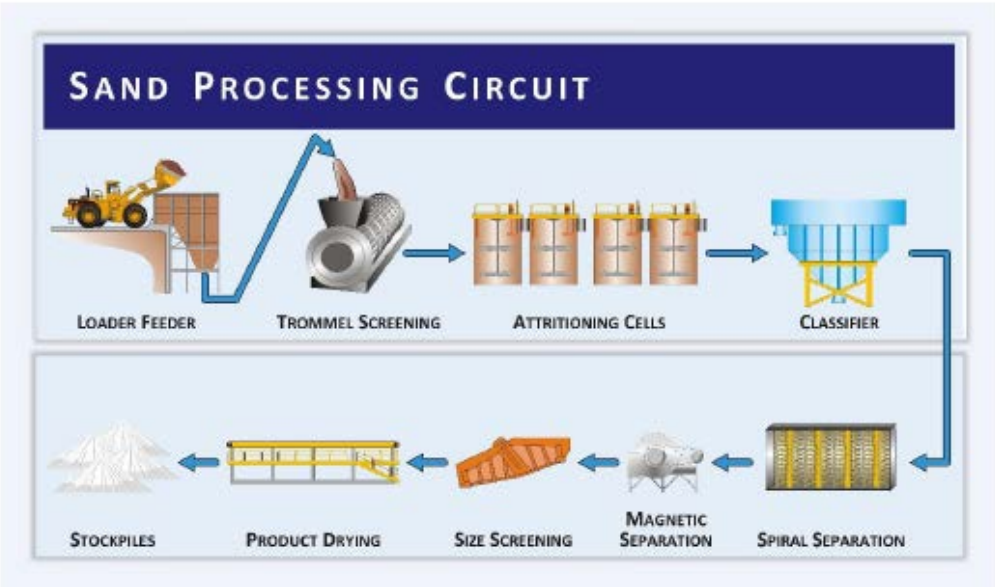 SAND PROCESSING CIRCUIT
LOADER FEEDER
TROMMEL SCREENING
ATTRITIONING CELLS
CLASSIFIER
STOCKPILES
PRODUCT DRYING
SIZE SCREENING
MAGNETIC
SEPARATION
SPIRAL SEPARATION